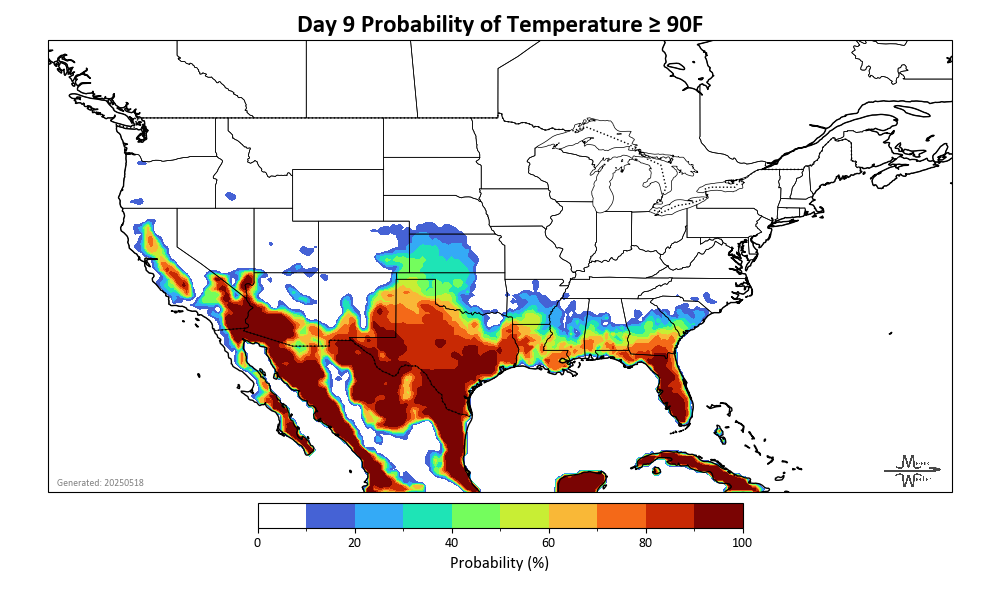 Day 9 Probability of Temperature ≥ 90F
Generated: 20250518
0 20 40 60 80 100
Probability (%)